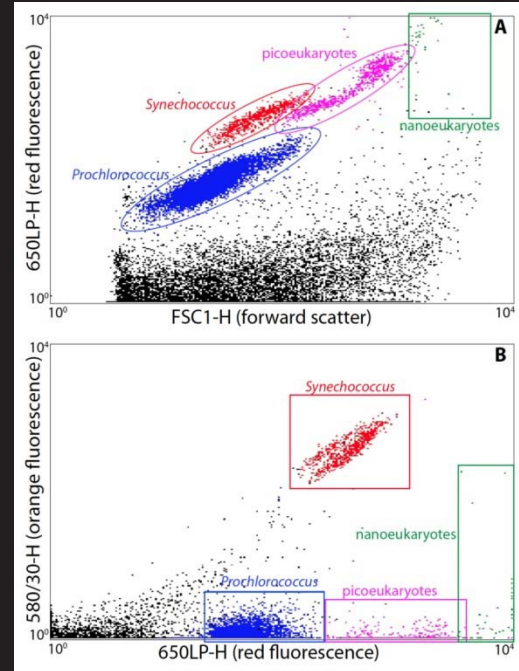 10⁴
A
picoeukaryotes
Synechococcus
nanoeukaryotes
Prochlorococcus
650LP-H (red fluorescence)
10⁰
10⁰
FSC1-H (forward scatter)
10⁴
10⁴
B
Synechococcus
nanoeukaryotes
Prochlorococcus
picoeukaryotes
580/30-H (orange fluorescence)
10⁰
10⁰
650LP-H (red fluorescence)
10⁴